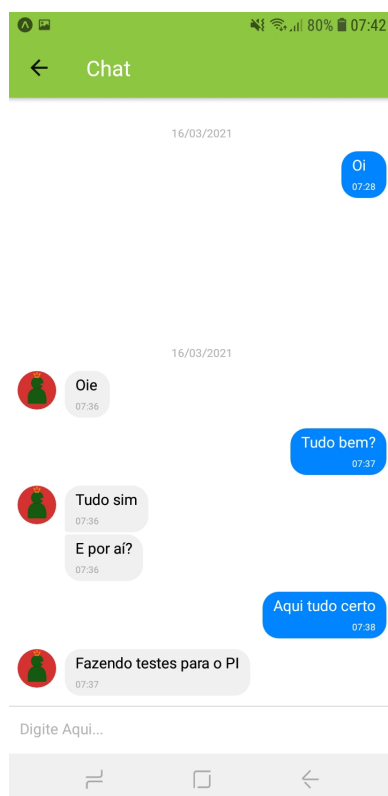 80% 07:42
Chat
16/03/2021
Oi
07:28
16/03/2021
Oie
07:36
Tudo bem?
07:37
Tudo sim
07:36
E por aí?
07:36
Aqui tudo certo
07:38
Fazendo testes para o PI
07:37
Digite Aqui...